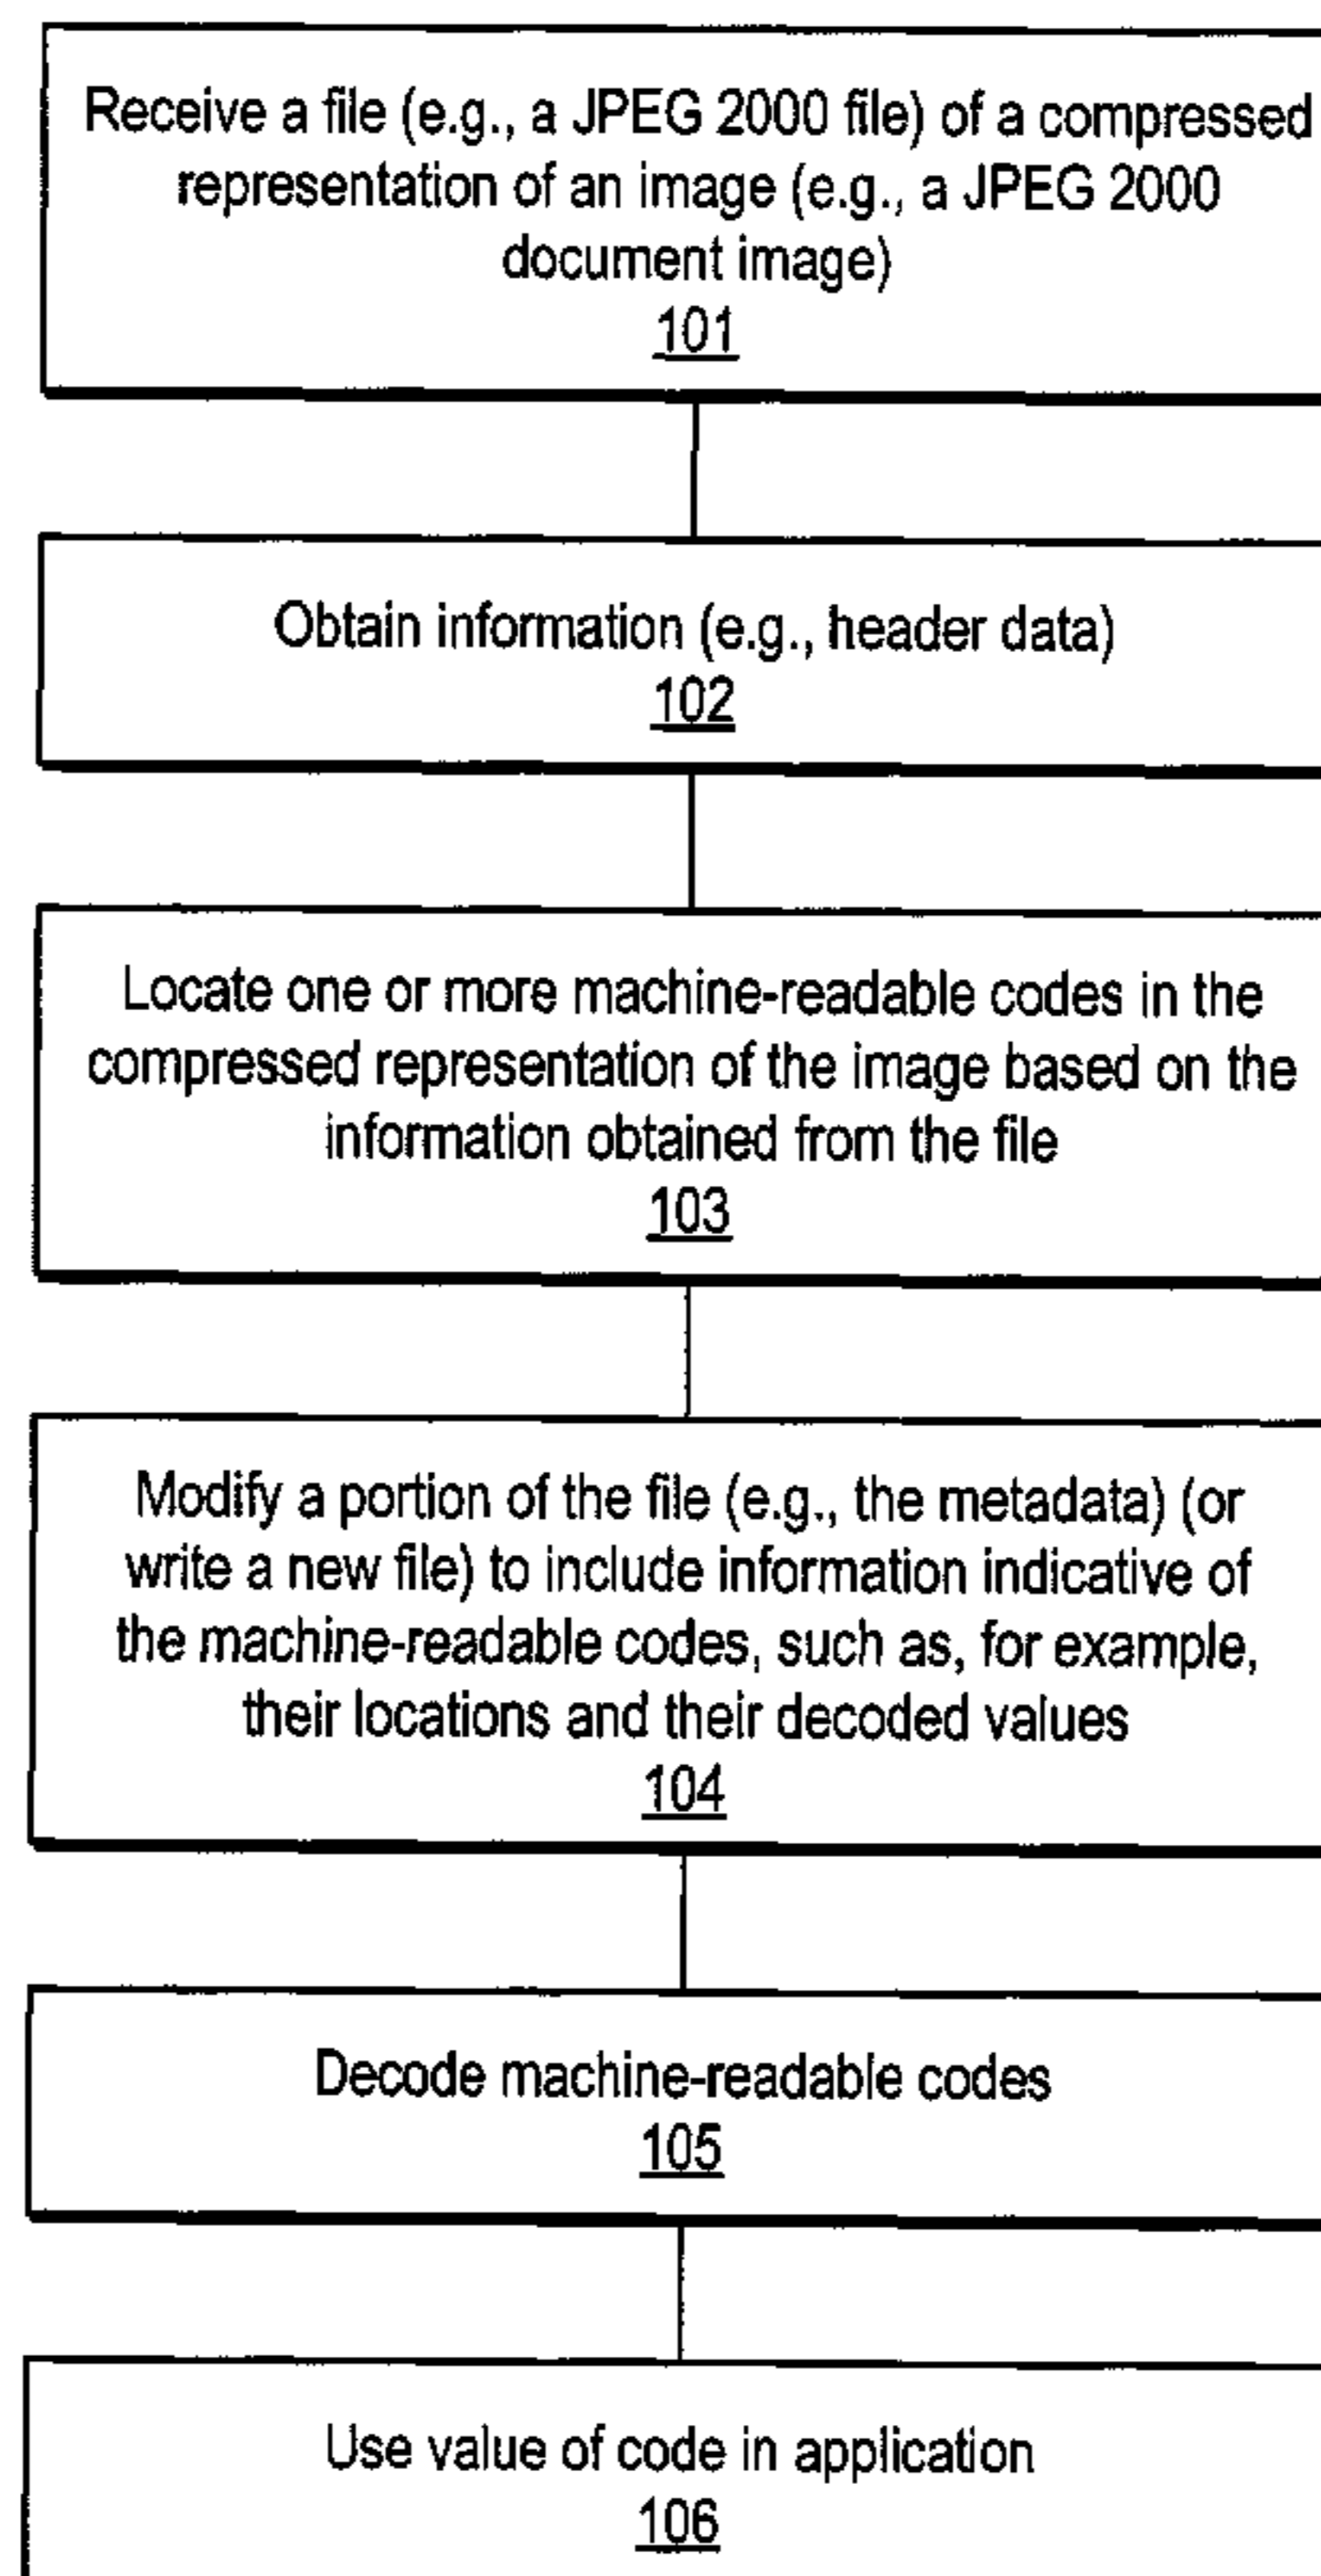 Receive a file (e.g., a JPEG 2000 file) of a compressed
representation of an image (e.g., a JPEG 2000
document image)
101
Obtain information (e.g., header data)
102
Locate one or more machine-readable codes in the
compressed representation of the image based on the
information obtained from the file
103
Modify a portion of the file (e.g., the metadata) (or
write a new file) to include information indicative of
the machine-readable codes, such as, for example,
their locations and their decoded values
104
Decode machine-readable codes
105
Use value of code in application
106